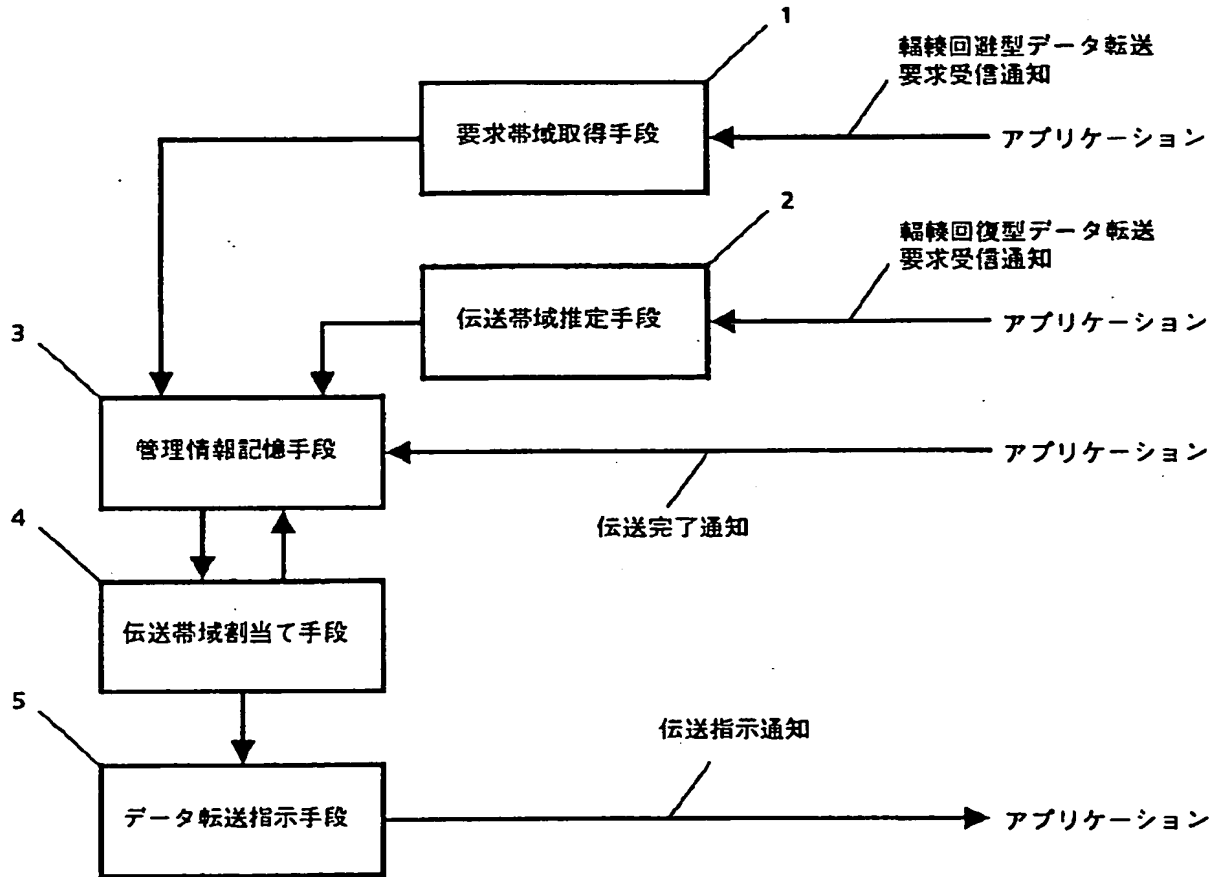 1
輻輳回避型データ転送
要求受信通知
要求帯域取得手段
アプリケーション
2
輻輳回復型データ転送
要求受信通知
伝送帯域推定手段
アプリケーション
3
管理情報記憶手段
アプリケーション
伝送完了通知
4
伝送帯域割当て手段
5
伝送指示通知
データ転送指示手段
アプリケーション